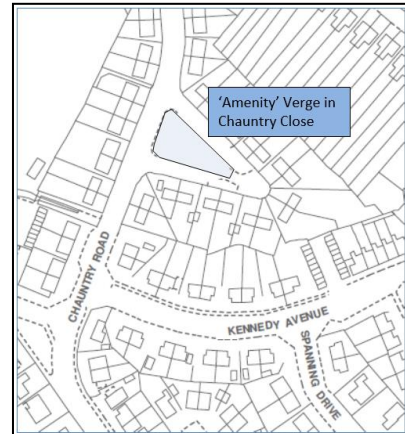 ‘Amenity’ Verge in
Chauntry Close
CHAUNTRY ROAD
KENNEDY AVENUE
SPANNING DRIVE